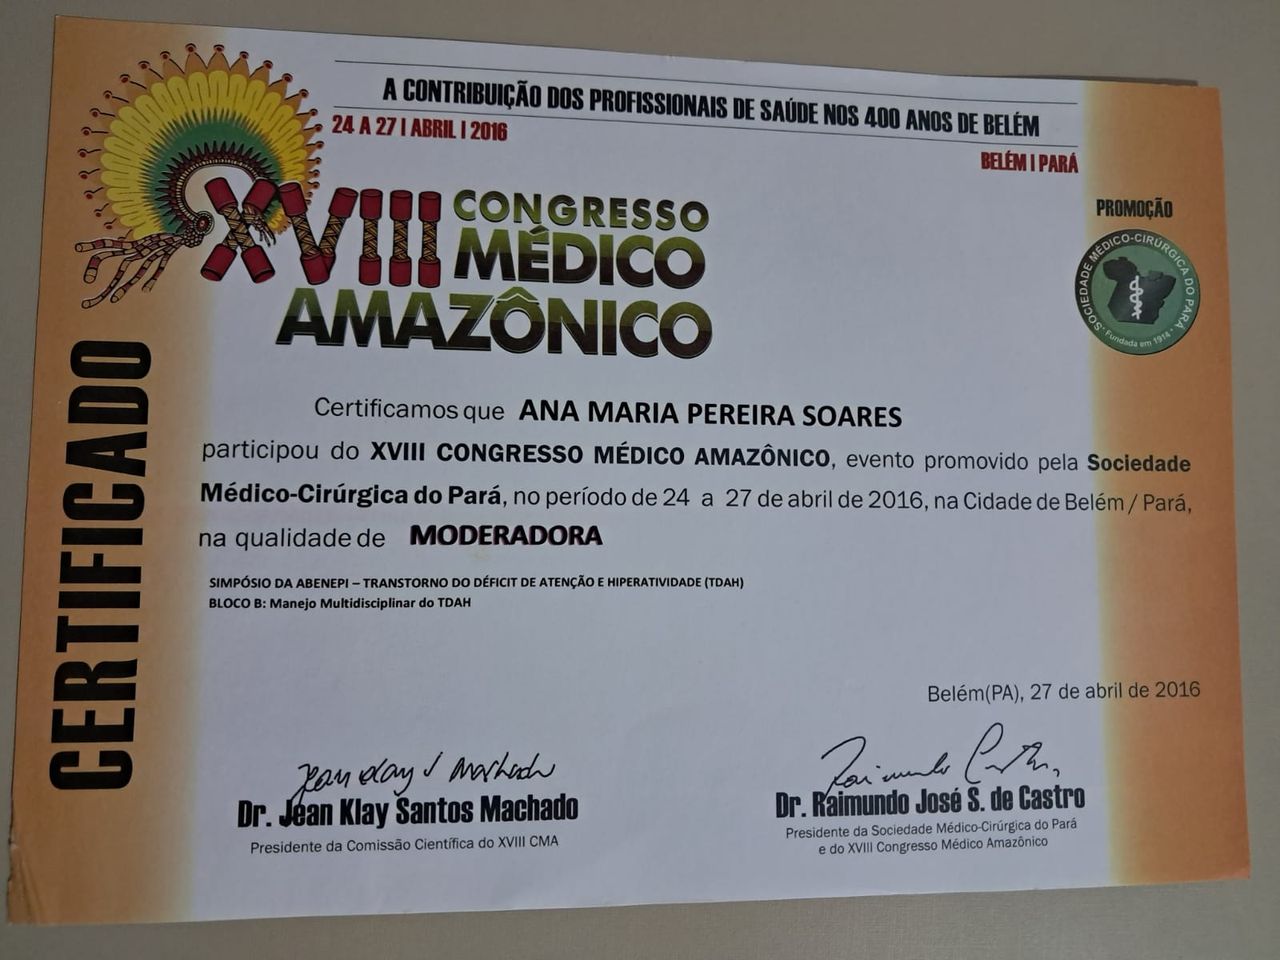 A CONTRIBUIÇÃO DOS PROFISSIONAIS DE SAÚDE NOS 400 ANOS DE BELÉM
24 A 27 | ABRIL | 2016
BELÉM | PARÁ
XVIII CONGRESSO
MÉDICO
AMAZÔNICO
PROMOÇÃO
SOCIEDADE MÉDICO-CIRÚRGICA DO PARÁ
Fundada em 1914
CERTIFICADO
Certificamos que ANA MARIA PEREIRA SOARES
participou do XVIII CONGRESSO MÉDICO AMAZÔNICO, evento promovido pela Sociedade
Médico-Cirúrgica do Pará, no período de 24 a 27 de abril de 2016, na Cidade de Belém / Pará,
na qualidade de MODERADORA
SIMPÓSIO DA ABENEPI – TRANSTORNO DO DÉFICIT DE ATENÇÃO E HIPERATIVIDADE (TDAH)
BLOCO B: Manejo Multidisciplinar do TDAH
Belém(PA), 27 de abril de 2016
Jean Klay S Machado
Raimundo Castro
Dr. Jean Klay Santos Machado
Presidente da Comissão Científica do XVIII CMA
Dr. Raimundo José S. de Castro
Presidente da Sociedade Médico-Cirúrgica do Pará
e do XVIII Congresso Médico Amazônico